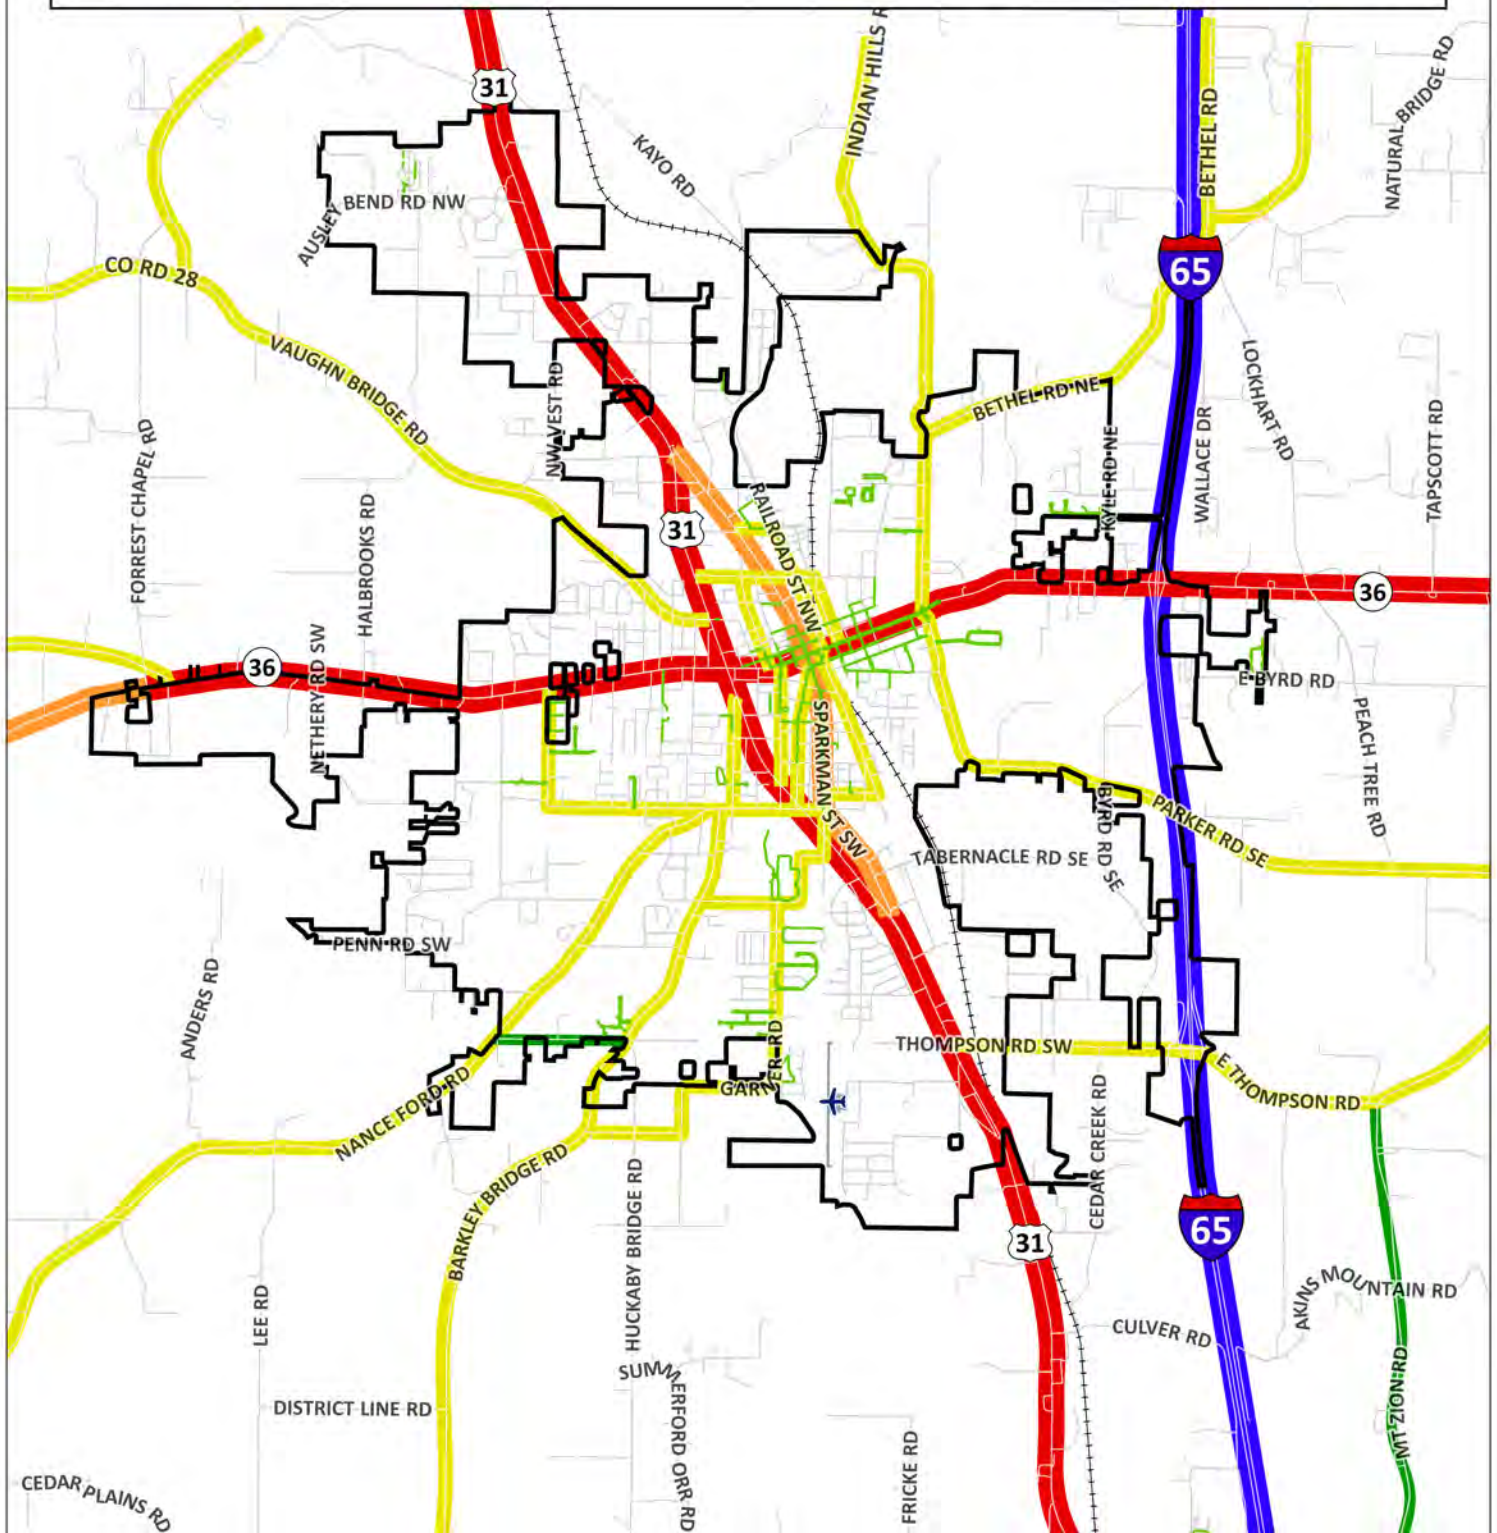 31
INDIAN HILLS R
BETHEL RD
NATURAL BRIDGE RD
KAYO RD
AUSLEY BEND RD NW
CO RD 28
65
VAUGHN BRIDGE RD
NW VEST RD
BETHEL RD NE
LOCKHART RD
WALLACE DR
TAPSCOTT RD
KYLE RD NE
FORREST CHAPEL RD
HALBROOKS RD
31
RAILROAD ST NW
36
36
NETHERY RD SW
E BYRD RD
PEACH TREE RD
SPARKMAN ST SW
BYRD RD SE
PARKER RD SE
TABERNACLE RD SE
PENN RD SW
ANDERS RD
THOMPSON RD SW
E THOMPSON RD
GARNER RD
NANCE FORD RD
CEDAR CREEK RD
BARKLEY BRIDGE RD
HUCKABY BRIDGE RD
31
65
AKINS MOUNTAIN RD
LEE RD
CULVER RD
SUMMERFORD ORR RD
MT ZION RD
DISTRICT LINE RD
FRICKE RD
CEDAR PLAINS RD